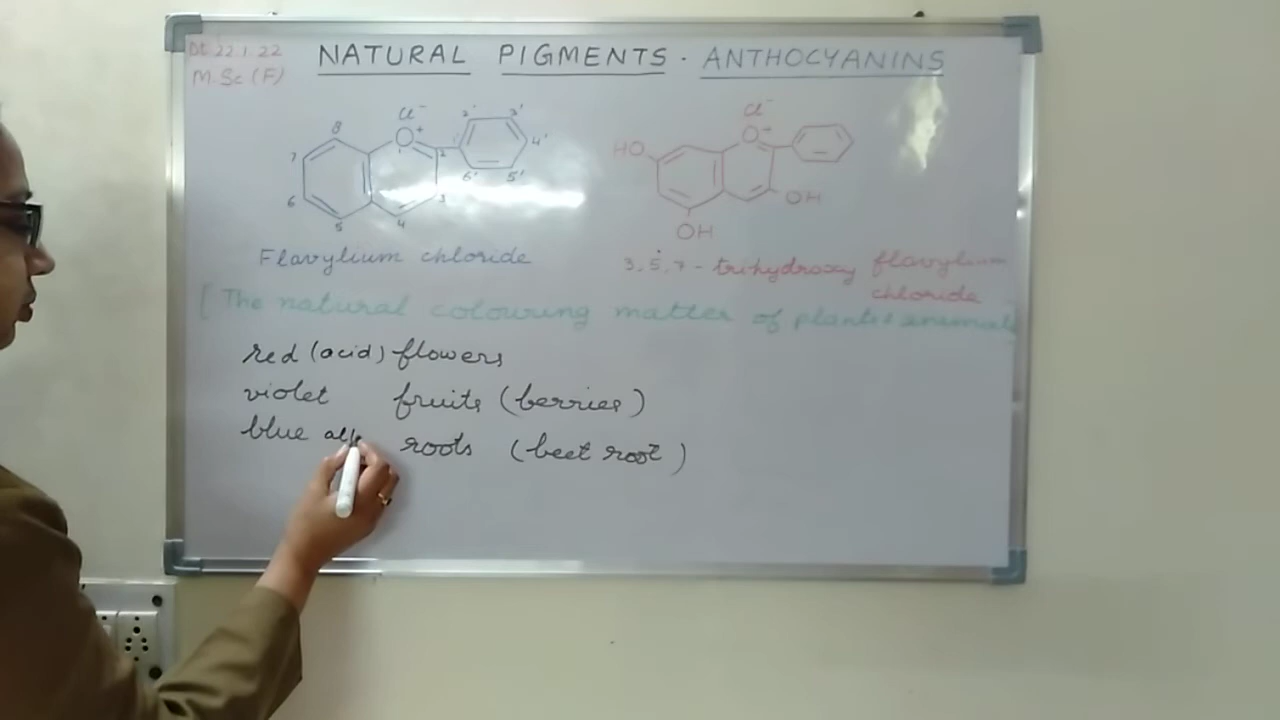 Dt 22.1.22
M.Sc (F)
NATURAL PIGMENTS - ANTHOCYANINS
Cl⁻
O⁺
1
2
3
4
5
6
7
8
1'
2'
3'
4'
5'
6'
Flavylium chloride
Cl⁻
O⁺
HO
OH
OH
3, 5, 7 - trihydroxy flavylium
chloride
[ The natural colouring matter of plants & animals
red (acid) flowers
violet fruits (berries)
blue alk roots (beet root)